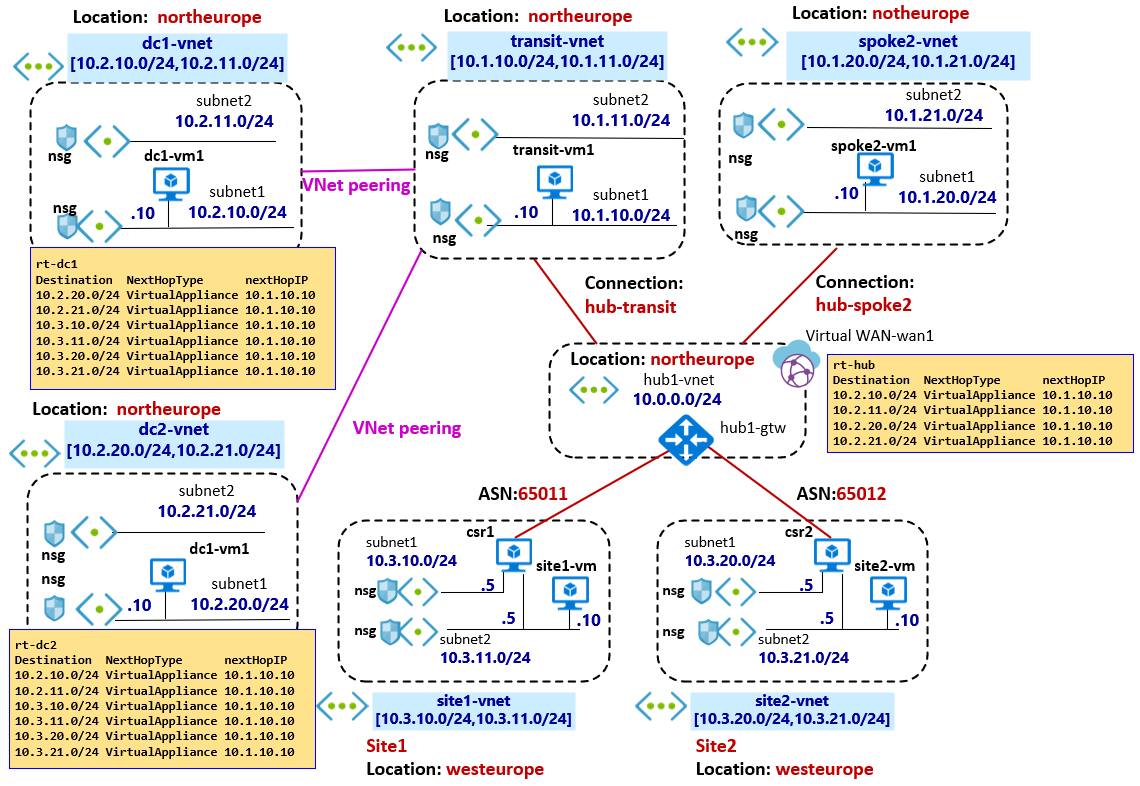 Location: northeurope
dc1-vnet
[10.2.10.0/24,10.2.11.0/24]
subnet2
10.2.11.0/24
nsg
dc1-vm1
subnet1
nsg
.10
10.2.10.0/24
rt-dc1
Destination NextHopType nextHopIP
10.2.20.0/24 VirtualAppliance 10.1.10.10
10.2.21.0/24 VirtualAppliance 10.1.10.10
10.3.10.0/24 VirtualAppliance 10.1.10.10
10.3.11.0/24 VirtualAppliance 10.1.10.10
10.3.20.0/24 VirtualAppliance 10.1.10.10
10.3.21.0/24 VirtualAppliance 10.1.10.10
VNet peering
Location: northeurope
transit-vnet
[10.1.10.0/24,10.1.11.0/24]
subnet2
10.1.11.0/24
nsg
transit-vm1
subnet1
.10
10.1.10.0/24
nsg
Location: notheurope
spoke2-vnet
[10.1.20.0/24,10.1.21.0/24]
subnet2
10.1.21.0/24
nsg
spoke2-vm1
subnet1
.10
10.1.20.0/24
nsg
Connection:
hub-transit
Connection:
hub-spoke2
Virtual WAN-wan1
Location: northeurope
hub1-vnet
10.0.0.0/24
hub1-gtw
rt-hub
Destination NextHopType nextHopIP
10.2.10.0/24 VirtualAppliance 10.1.10.10
10.2.11.0/24 VirtualAppliance 10.1.10.10
10.2.20.0/24 VirtualAppliance 10.1.10.10
10.2.21.0/24 VirtualAppliance 10.1.10.10
Location: northeurope
dc2-vnet
[10.2.20.0/24,10.2.21.0/24]
VNet peering
subnet2
10.2.21.0/24
nsg
dc1-vm1
nsg
subnet1
.10
10.2.20.0/24
rt-dc2
Destination NextHopType nextHopIP
10.2.10.0/24 VirtualAppliance 10.1.10.10
10.2.11.0/24 VirtualAppliance 10.1.10.10
10.3.10.0/24 VirtualAppliance 10.1.10.10
10.3.11.0/24 VirtualAppliance 10.1.10.10
10.3.20.0/24 VirtualAppliance 10.1.10.10
10.3.21.0/24 VirtualAppliance 10.1.10.10
ASN:65011
csr1
subnet1
10.3.10.0/24
site1-vm
nsg
.5
.5
.10
nsg
subnet2
10.3.11.0/24
site1-vnet
[10.3.10.0/24,10.3.11.0/24]
Site1
Location: westeurope
ASN:65012
csr2
subnet1
10.3.20.0/24
site2-vm
nsg
.5
.5
.10
nsg
subnet2
10.3.21.0/24
site2-vnet
[10.3.20.0/24,10.3.21.0/24]
Site2
Location: westeurope